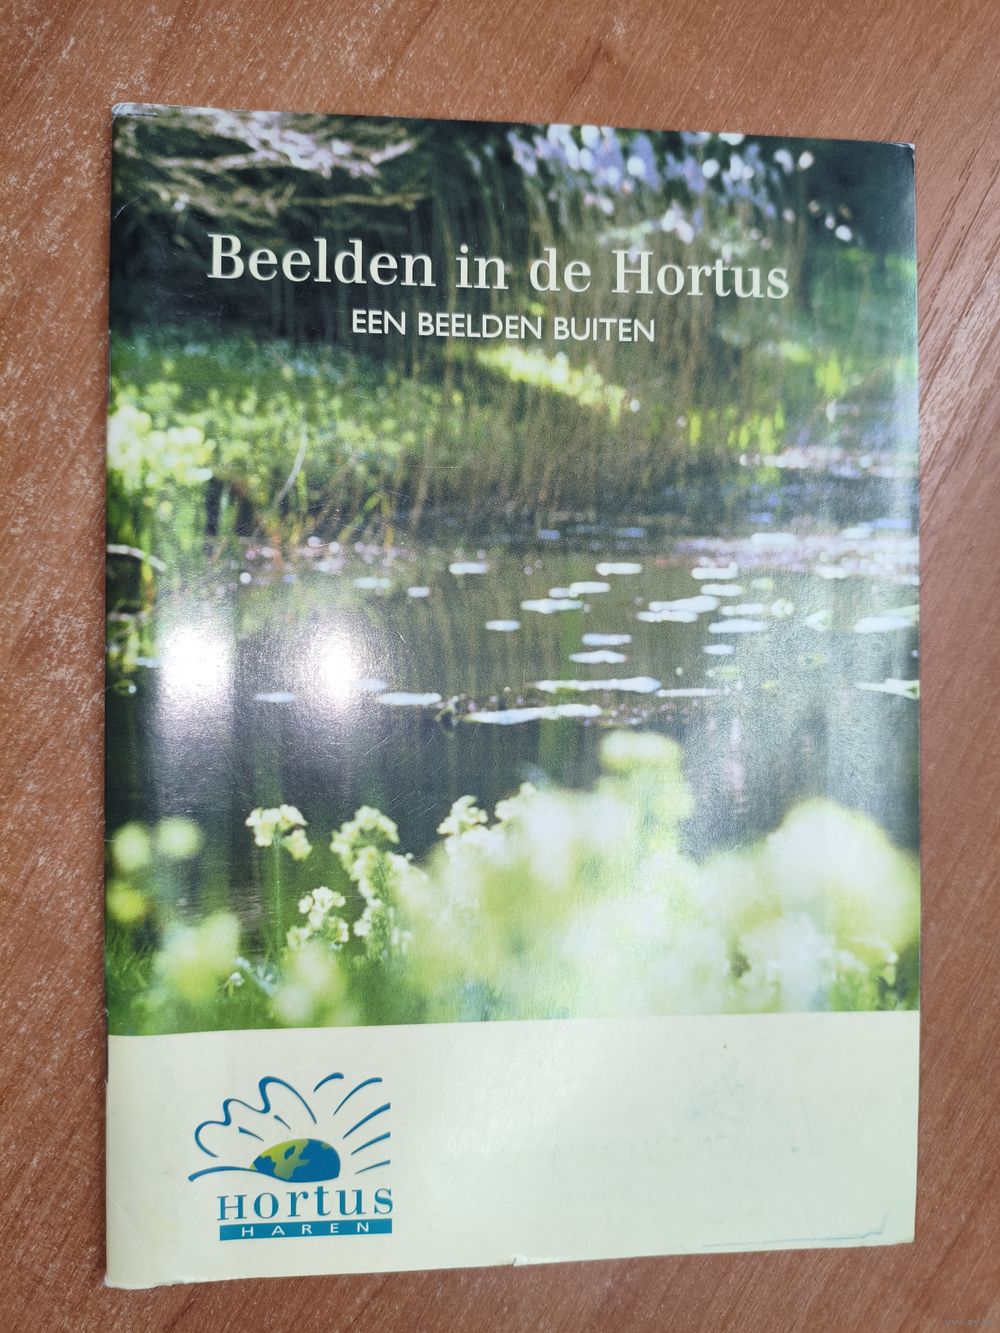 Beelden in de Hortus
EEN BEELDEN BUITEN
Hortus
HAREN